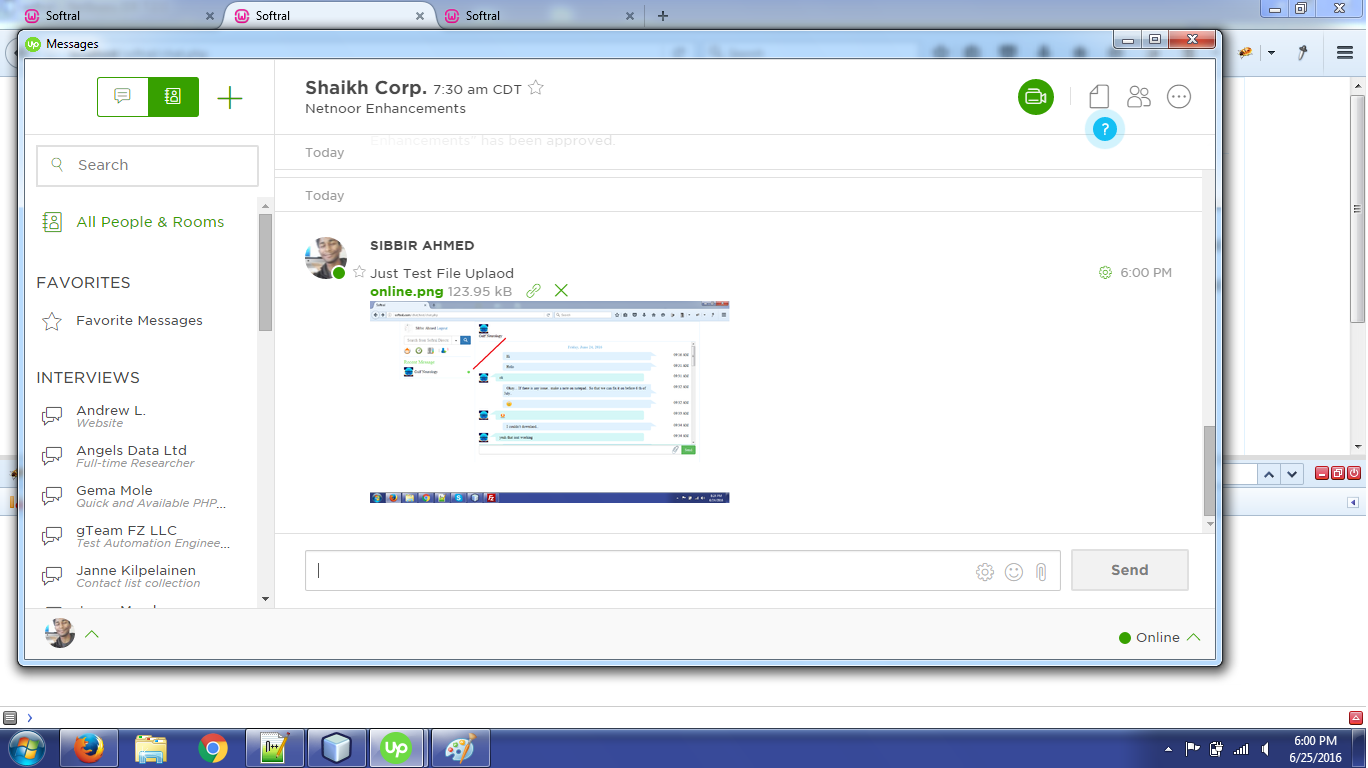 Softral
Softral
Softral
Up Messages
Search
Shaikh Corp. 7:30 am CDT
Netnoor Enhancements
?
Enhancements" has been approved.
Today
Today
Search
All People & Rooms
FAVORITES
Favorite Messages
INTERVIEWS
Andrew L.
Website
Angels Data Ltd
Full-time Researcher
Gema Mole
Quick and Available PHP...
gTeam FZ LLC
Test Automation Enginee...
Janne Kilpelainen
Contact list collection
SIBBIR AHMED
Just Test File Uplaod
6:00 PM
online.png 123.95 kB
Send
Online
Up
6:00 PM
6/25/2016